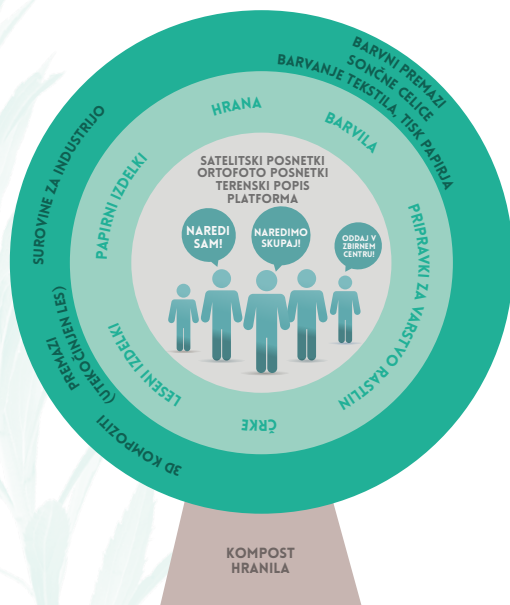 BARVNI PREMAZI
SONČNE CELICE
BARVANJE TEKSTILA, TISK PAPIRJA
SUROVINE ZA INDUSTRIJO
PREMAZI
(UTEKOČINJEN LES)
3D KOMPOZITI
HRANA
BARVILA
PAPIRNI IZDELKI
PRIPRAVKI ZA VARSTVO RASTLIN
LESENI IZDELKI
ČRKE
SATELITSKI POSNETKI
ORTOFOTO POSNETKI
TERENSKI POPIS
PLATFORMA
NAREDI
SAM!
NAREDIMO
SKUPAJ!
ODDAJ V
ZBIRNEM
CENTRU!
KOMPOST
HRANILA